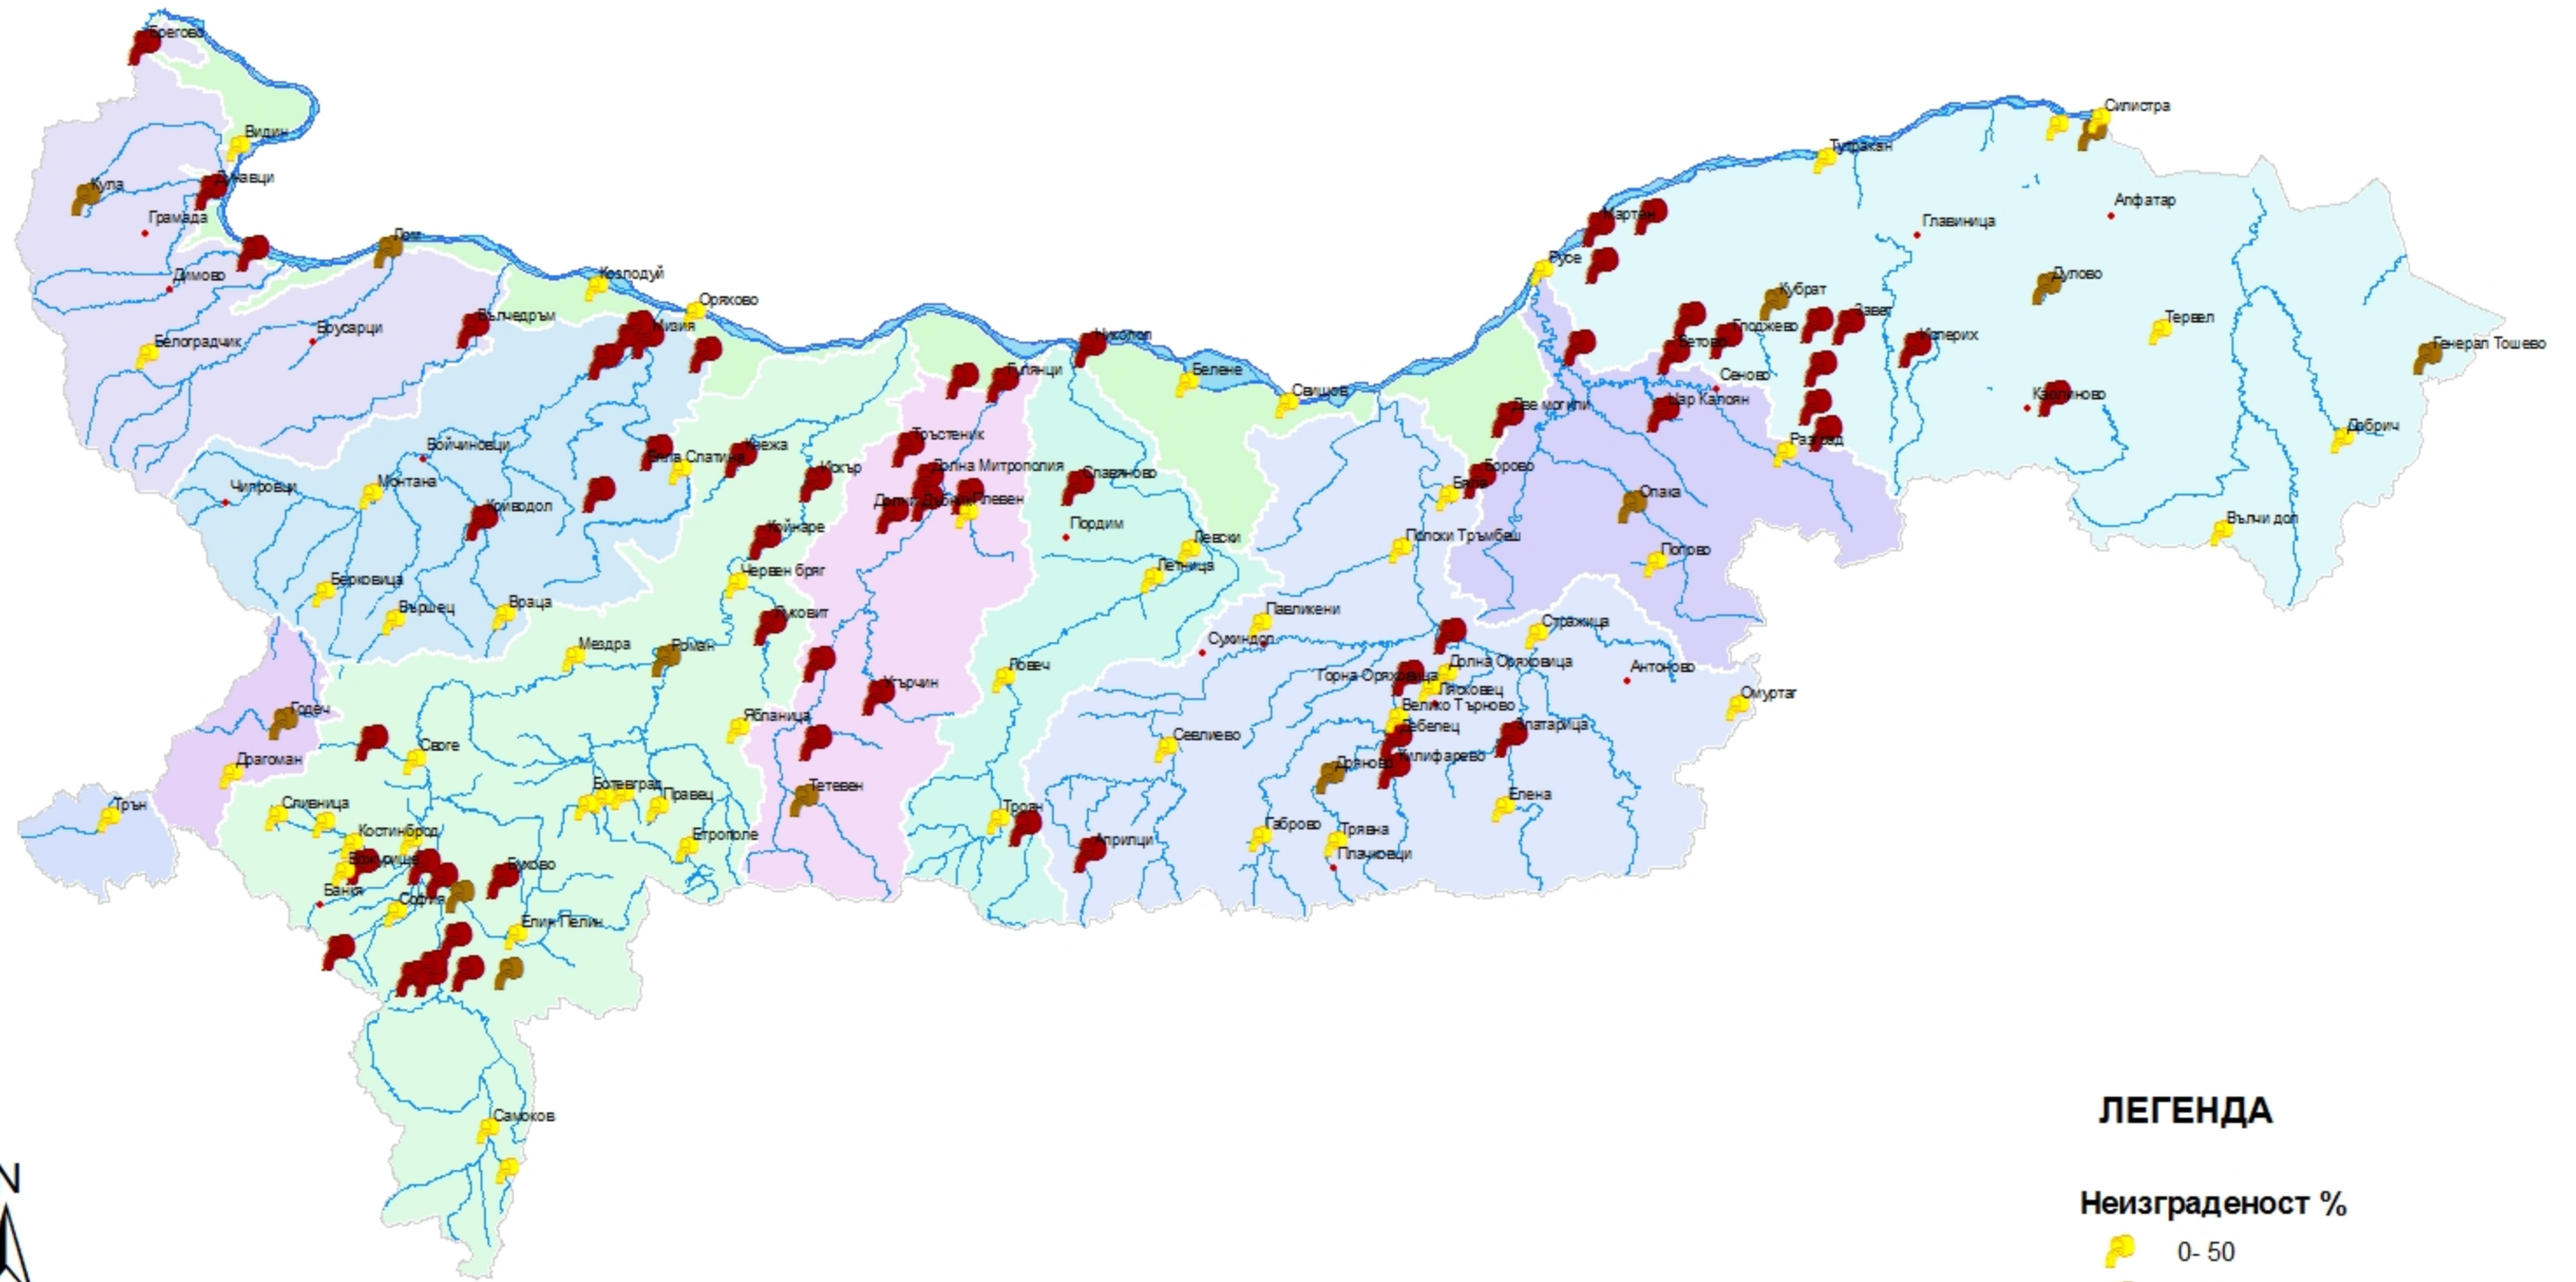 Брегово
Видин
Кула
Дунавци
Грамада
Димово
Лом
Козлодуй
Оряхово
Вълчедръм
Мизия
Брусарци
Белоградчик
Никопол
Гулянци
Белене
Свищов
Силистра
Тутракан
Алфатар
Главиница
Мартен
Русе
Дулово
Кубрат
Завет
Глоджево
Исперих
Бетово
Тервел
Генерал Тошево
Сеново
Каолиново
Две могили
Цар Калоян
Разград
Добрич
Бойчиновци
Тръстеник
Кнежа
Бяла Слатина
Искър
Долна Митрополия
Славяново
Борово
Чипровци
Монтана
Бяла
Опака
Долни Дъбник
Плевен
Криводол
Койнаре
Пордим
Вълчи дол
Левски
Полски Тръмбеш
Попово
Летница
Червен бряг
Берковица
Вършец
Враца
Луковит
Павликени
Стражица
Сухиндол
Мездра
Роман
Ловеч
Долна Оряховица
Антоново
Горна Оряховица
Угърчин
Лясковец
Омуртаг
Велико Търново
Годеч
Ябланица
Дебелец
Златарица
Севлиево
Своге
Килифарево
Драгоман
Дряново
Ботевград
Тетевен
Правец
Елена
Сливница
Трън
Троян
Габрово
Трявна
Костинброд
Етрополе
Априлци
Плачковци
Божурище
Бухово
Банкя
София
Елин Пелин
Самоков
N
ЛЕГЕНДА
Неизграденост %
0- 50